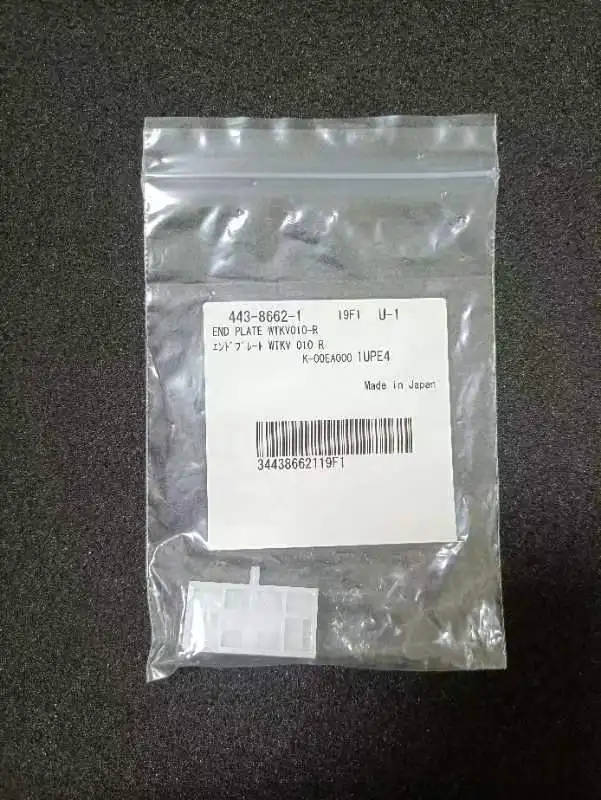 443-8662-1 19F1 U-1
END PLATE WTKV010-R
ｴﾝﾄﾞﾌﾟﾚｰﾄ WTKV 010 R
K-00EA000 1UPE4
Made in Japan
34438662119F1